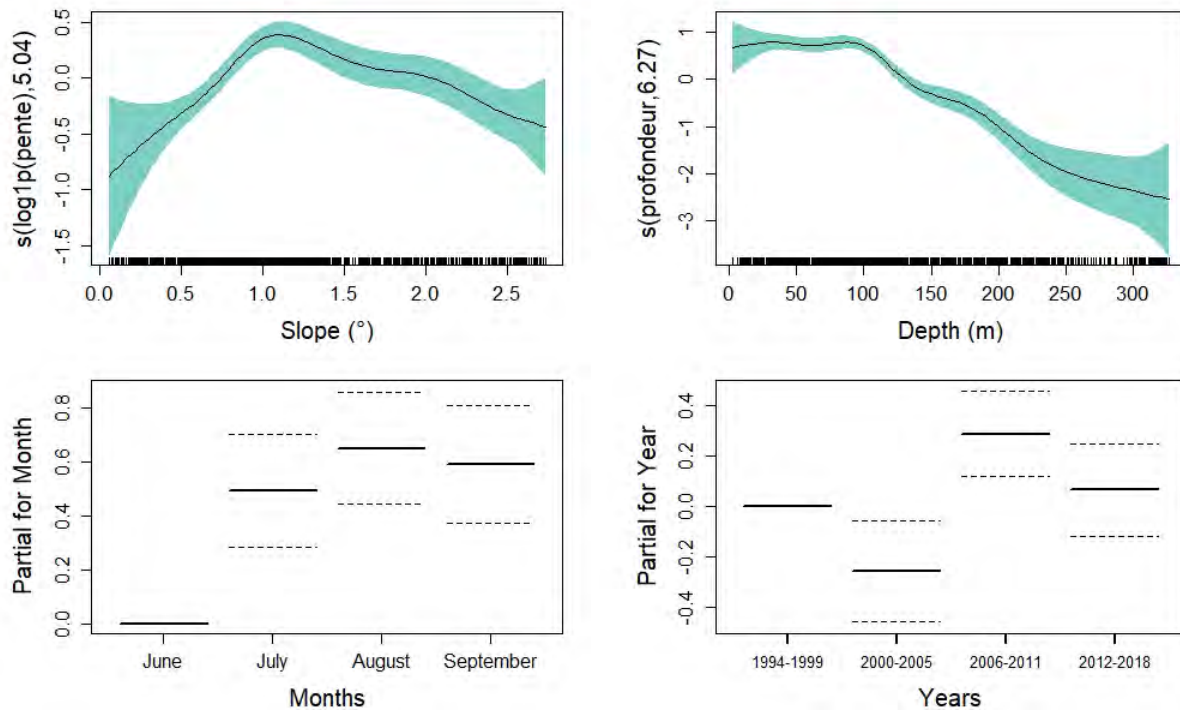 s(log1p(pente),5.04)
0.5
0.0
-0.5
-1.0
-1.5
0.0 0.5 1.0 1.5 2.0 2.5
Slope (°)
s(profondeur,6.27)
1
0
-1
-2
-3
0 50 100 150 200 250 300
Depth (m)
Partial for Month
0.8
0.6
0.4
0.2
0.0
June July August September
Months
Partial for Year
0.4
0.2
0.0
-0.2
-0.4
1994-1999 2000-2005 2006-2011 2012-2018
Years